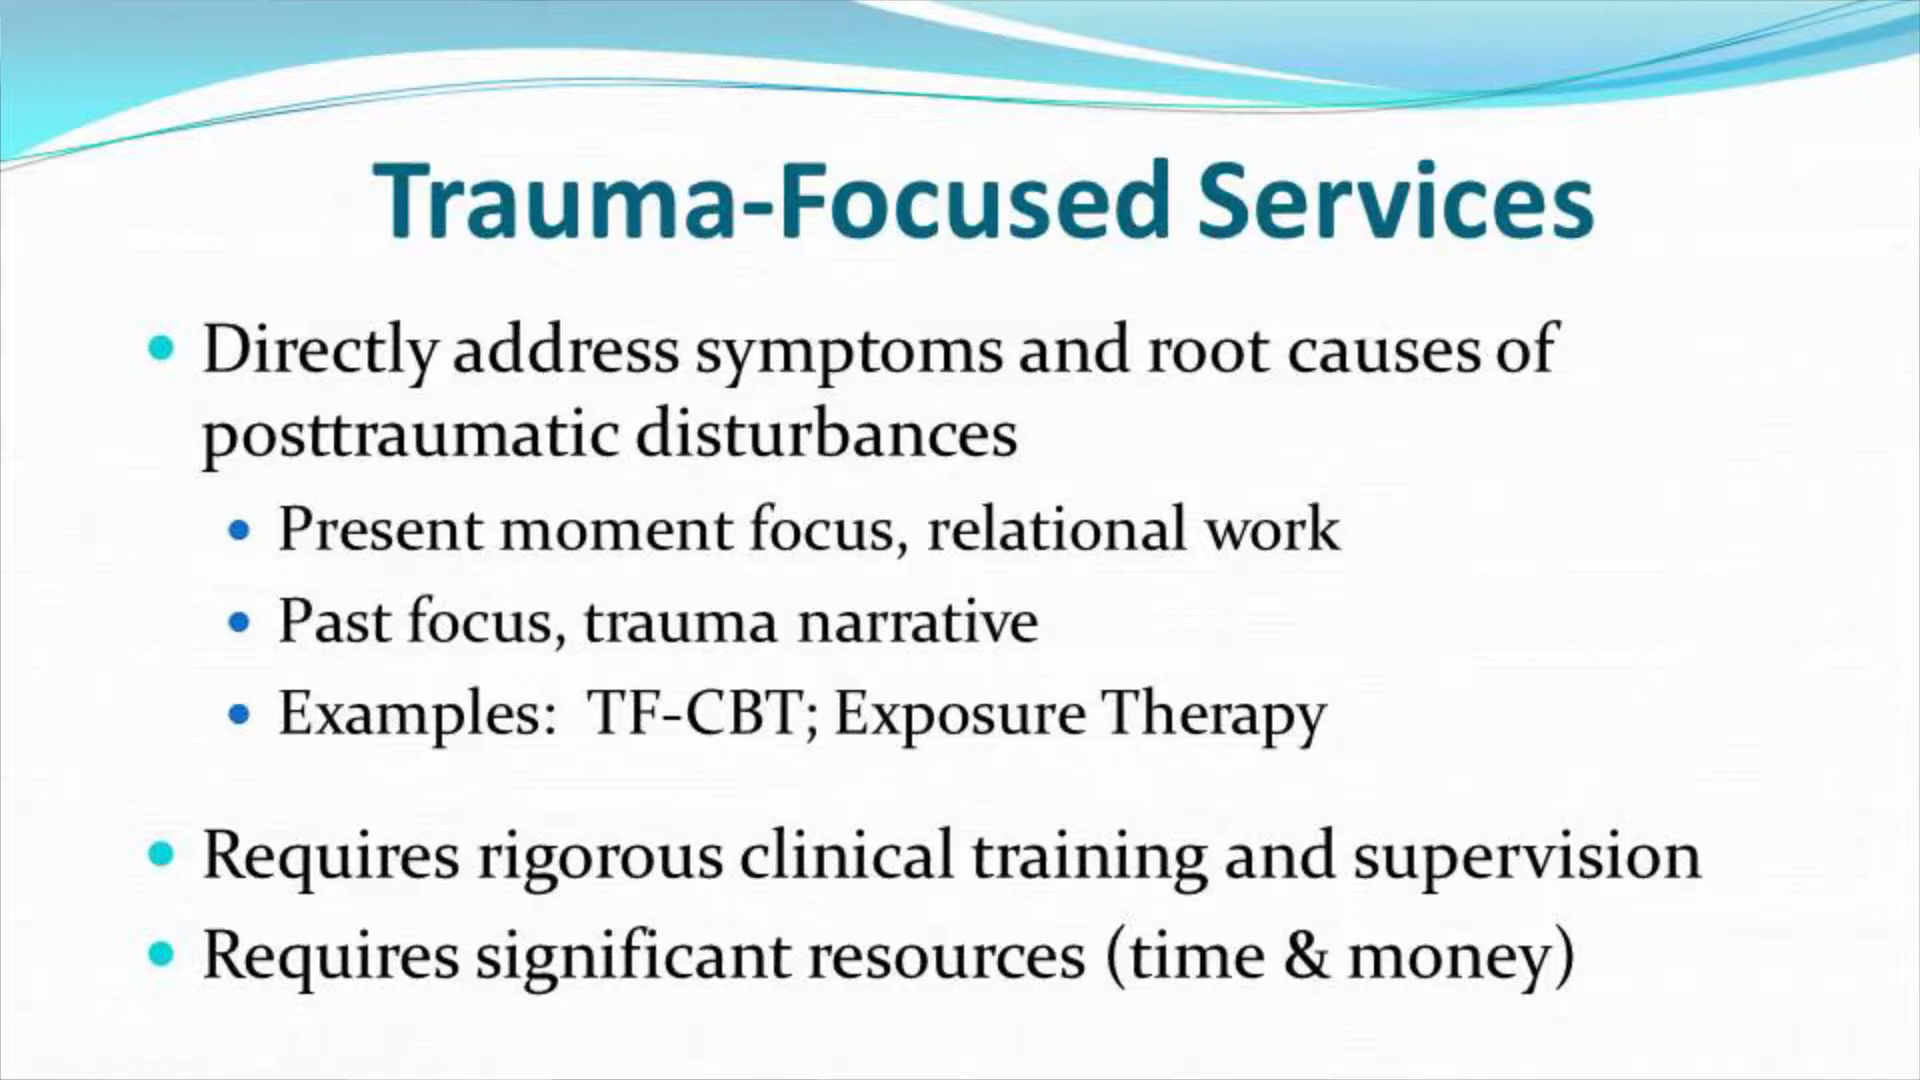 Trauma-Focused Services
• Directly address symptoms and root causes of
posttraumatic disturbances
• Present moment focus, relational work
• Past focus, trauma narrative
• Examples:  TF-CBT; Exposure Therapy
• Requires rigorous clinical training and supervision
• Requires significant resources (time & money)